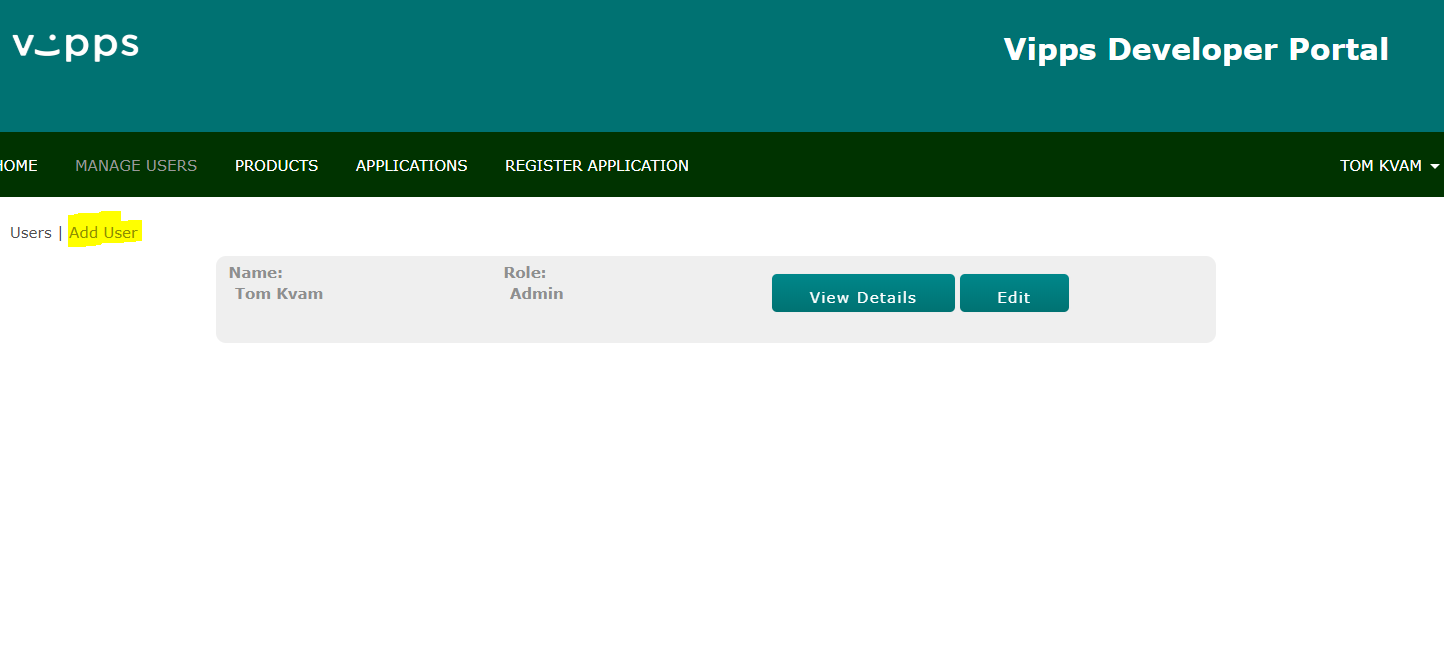 vipps
Vipps Developer Portal
HOME MANAGE USERS PRODUCTS APPLICATIONS REGISTER APPLICATION TOM KVAM
Users | Add User
Name: Role:
Tom Kvam Admin
View Details Edit